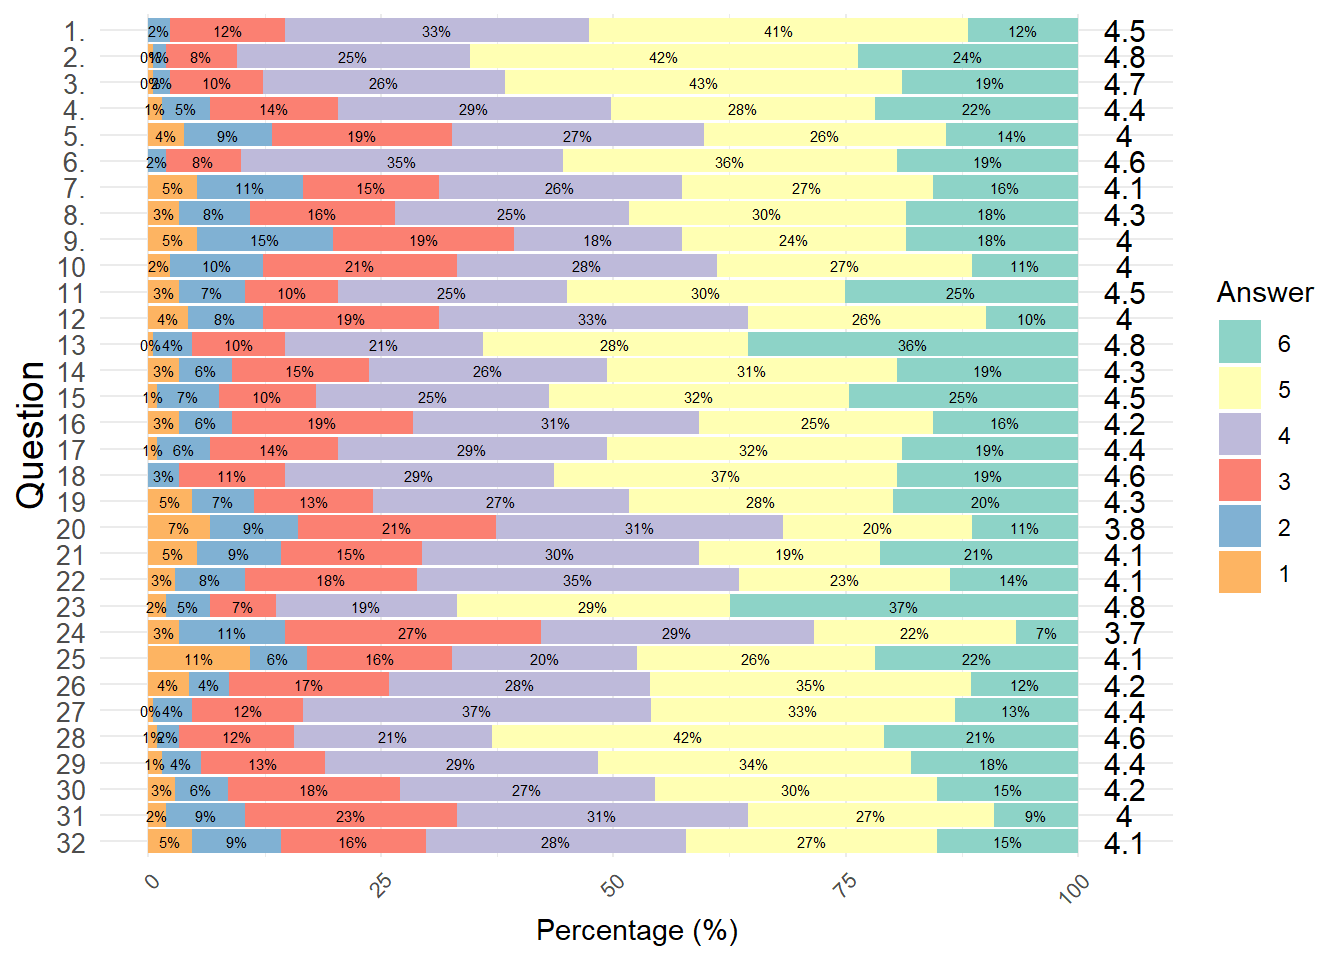 1. 2% 12% 33% 41% 12% 4.5
2. 0% 1% 8% 25% 42% 24% 4.8
3. 0% 2% 10% 26% 43% 19% 4.7
4. 1% 5% 14% 29% 28% 22% 4.4
5. 4% 9% 19% 27% 26% 14% 4
6. 2% 8% 35% 36% 19% 4.6
7. 5% 11% 15% 26% 27% 16% 4.1
8. 3% 8% 16% 25% 30% 18% 4.3
9. 5% 15% 19% 18% 24% 18% 4
10 2% 10% 21% 28% 27% 11% 4
11 3% 7% 10% 25% 30% 25% 4.5
12 4% 8% 19% 33% 26% 10% 4
13 0% 4% 10% 21% 28% 36% 4.8
14 3% 6% 15% 26% 31% 19% 4.3
15 1% 7% 10% 25% 32% 25% 4.5
16 3% 6% 19% 31% 25% 16% 4.2
17 1% 6% 14% 29% 32% 19% 4.4
18 3% 11% 29% 37% 19% 4.6
19 5% 7% 13% 27% 28% 20% 4.3
20 7% 9% 21% 31% 20% 11% 3.8
21 5% 9% 15% 30% 19% 21% 4.1
22 3% 8% 18% 35% 23% 14% 4.1
23 2% 5% 7% 19% 29% 37% 4.8
24 3% 11% 27% 29% 22% 7% 3.7
25 11% 6% 16% 20% 26% 22% 4.1
26 4% 4% 17% 28% 35% 12% 4.2
27 0% 4% 12% 37% 33% 13% 4.4
28 1% 2% 12% 21% 42% 21% 4.6
29 1% 4% 13% 29% 34% 18% 4.4
30 3% 6% 18% 27% 30% 15% 4.2
31 2% 9% 23% 31% 27% 9% 4
32 5% 9% 16% 28% 27% 15% 4.1
0 25 50 75 100
Percentage (%)
Question
Answer
6
5
4
3
2
1